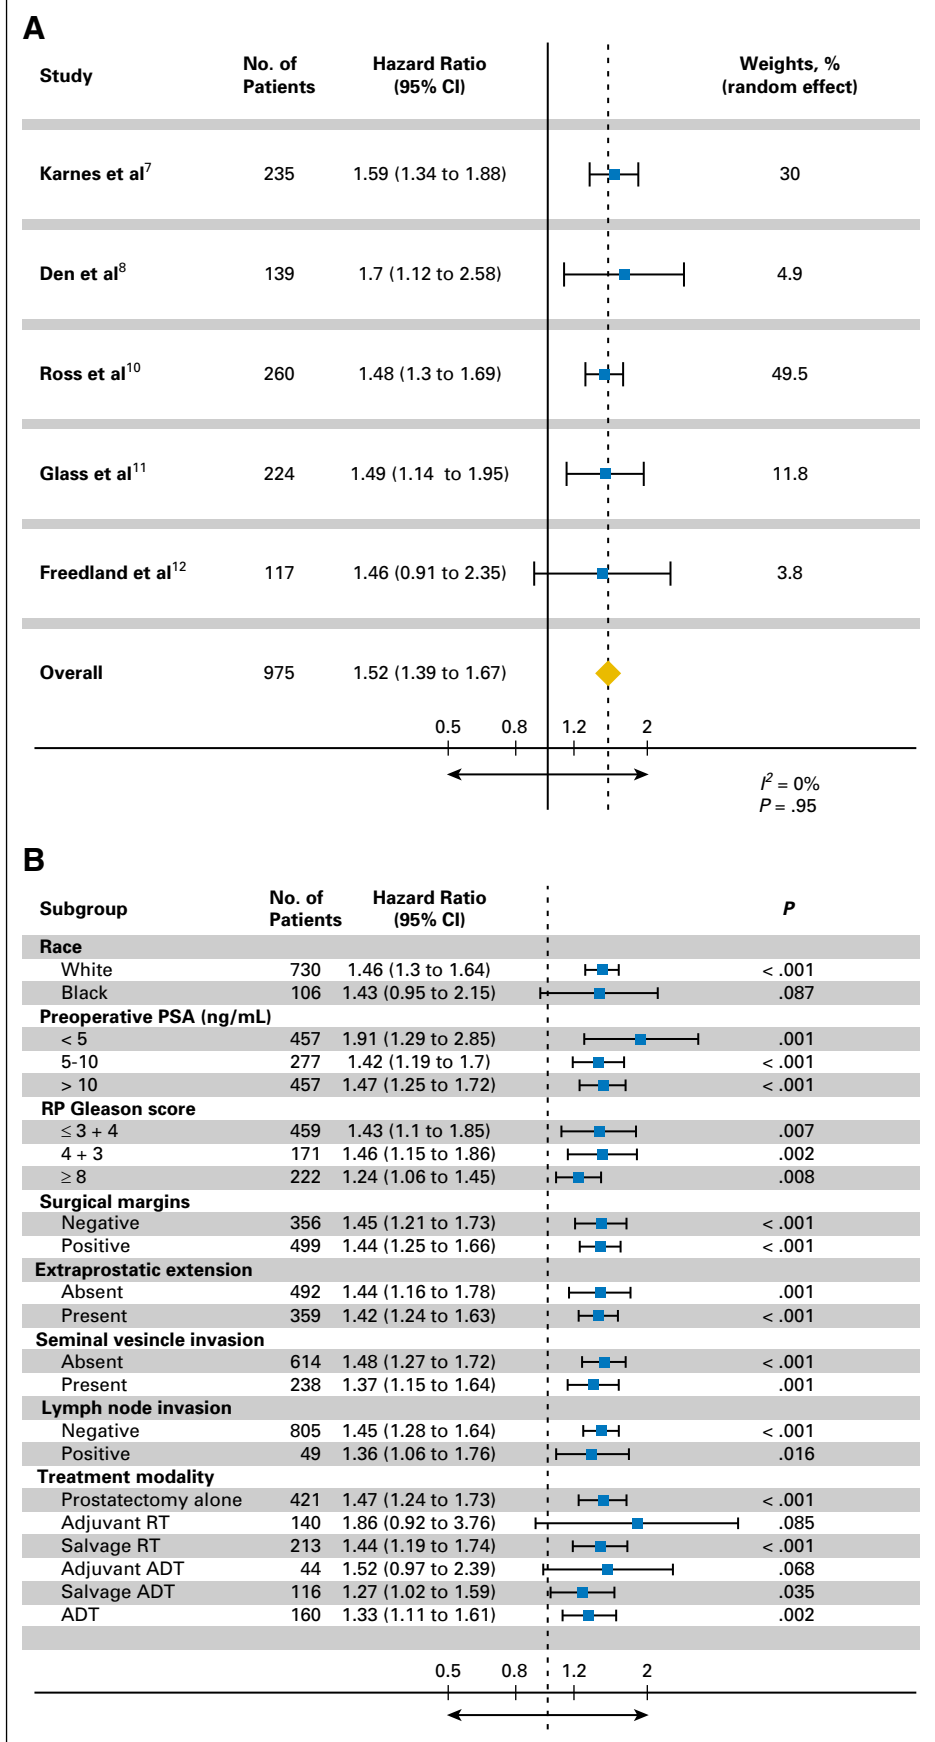 A
Study No. of Patients Hazard Ratio (95% CI) Weights, % (random effect)
Karnes et al7 235 1.59 (1.34 to 1.88) 30
Den et al8 139 1.7 (1.12 to 2.58) 4.9
Ross et al10 260 1.48 (1.3 to 1.69) 49.5
Glass et al11 224 1.49 (1.14 to 1.95) 11.8
Freedland et al12 117 1.46 (0.91 to 2.35) 3.8
Overall 975 1.52 (1.39 to 1.67)
0.5 0.8 1.2 2
I2 = 0%
P = .95
B
Subgroup No. of Patients Hazard Ratio (95% CI) P
Race
White 730 1.46 (1.3 to 1.64) < .001
Black 106 1.43 (0.95 to 2.15) .087
Preoperative PSA (ng/mL)
< 5 457 1.91 (1.29 to 2.85) .001
5-10 277 1.42 (1.19 to 1.7) < .001
> 10 457 1.47 (1.25 to 1.72) < .001
RP Gleason score
≤ 3 + 4 459 1.43 (1.1 to 1.85) .007
4 + 3 171 1.46 (1.15 to 1.86) .002
≥ 8 222 1.24 (1.06 to 1.45) .008
Surgical margins
Negative 356 1.45 (1.21 to 1.73) < .001
Positive 499 1.44 (1.25 to 1.66) < .001
Extraprostatic extension
Absent 492 1.44 (1.16 to 1.78) .001
Present 359 1.42 (1.24 to 1.63) < .001
Seminal vesincle invasion
Absent 614 1.48 (1.27 to 1.72) < .001
Present 238 1.37 (1.15 to 1.64) .001
Lymph node invasion
Negative 805 1.45 (1.28 to 1.64) < .001
Positive 49 1.36 (1.06 to 1.76) .016
Treatment modality
Prostatectomy alone 421 1.47 (1.24 to 1.73) < .001
Adjuvant RT 140 1.86 (0.92 to 3.76) .085
Salvage RT 213 1.44 (1.19 to 1.74) < .001
Adjuvant ADT 44 1.52 (0.97 to 2.39) .068
Salvage ADT 116 1.27 (1.02 to 1.59) .035
ADT 160 1.33 (1.11 to 1.61) .002
0.5 0.8 1.2 2